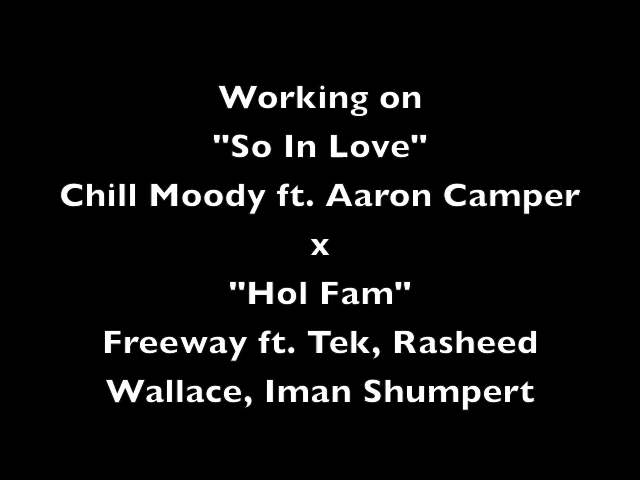 Working on
"So In Love"
Chill Moody ft. Aaron Camper
x
"Hol Fam"
Freeway ft. Tek, Rasheed
Wallace, Iman Shumpert